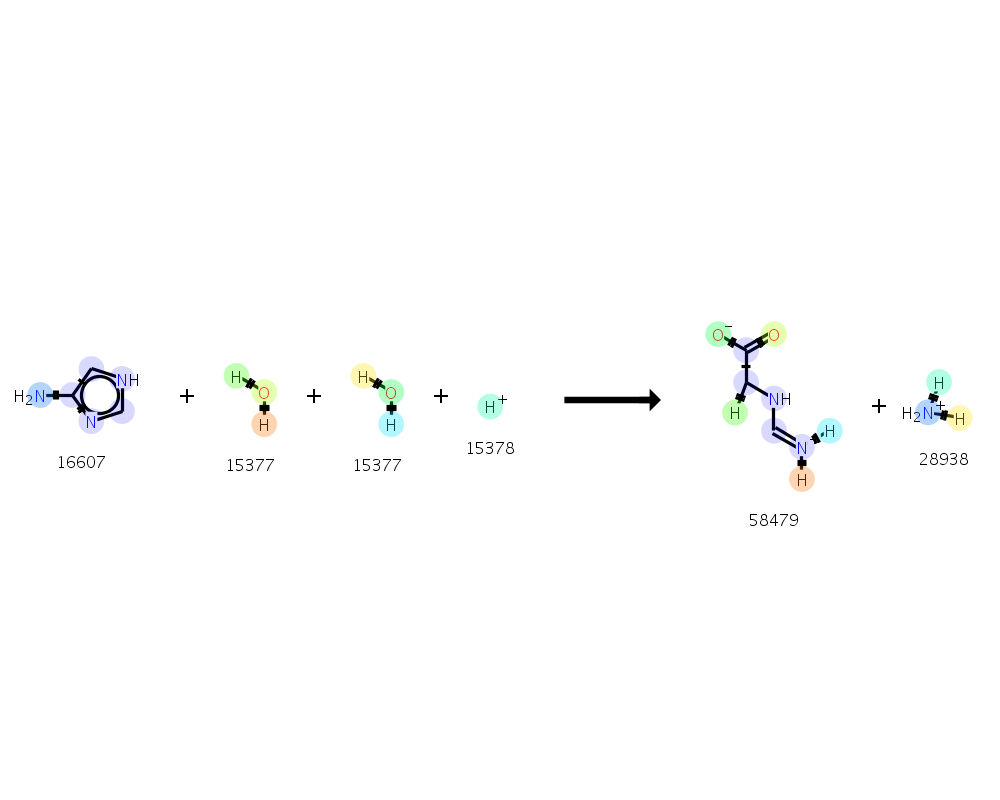 H₂N N NH + H O H + H O H + H⁺ O⁻ O H NH N⁺ H H + H₂N⁺ H H
16607 15377 15377 15378 58479 28938